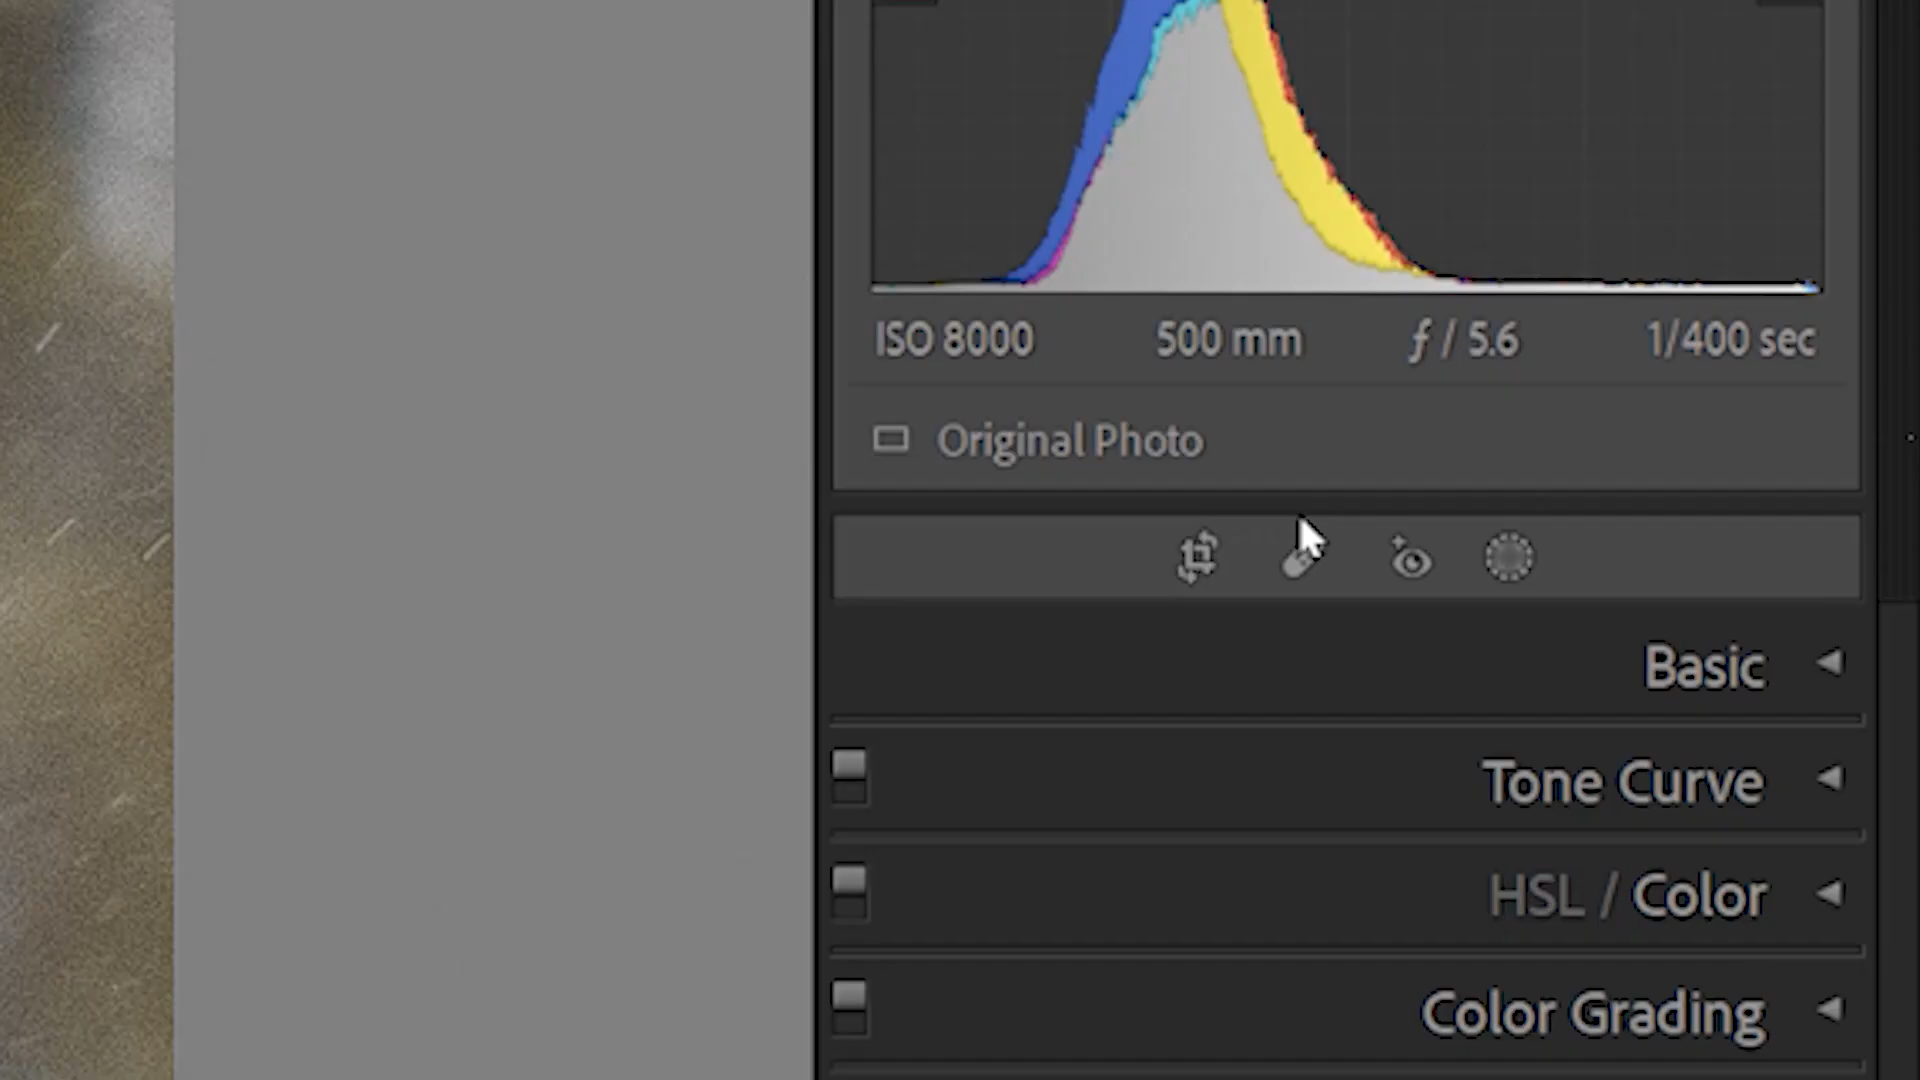 ISO 8000 500 mm ƒ / 5.6 1/400 sec
Original Photo
Basic
Tone Curve
HSL / Color
Color Grading